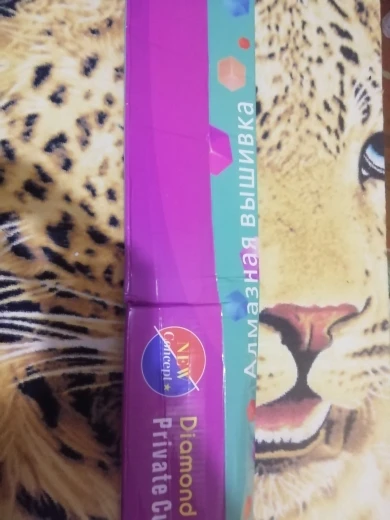 Алмазная вышивка
NEW
Concept
Diamond
Private